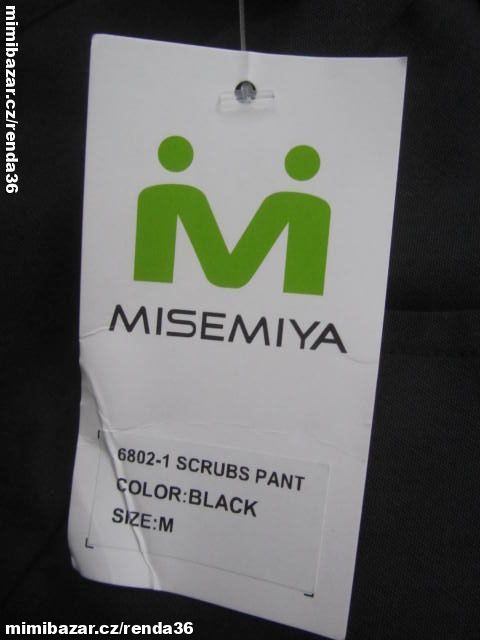 mimibazar.cz/renda36
MISEMIYA
6802-1 SCRUBS PANT
COLOR:BLACK
SIZE:M
mimibazar.cz/renda36